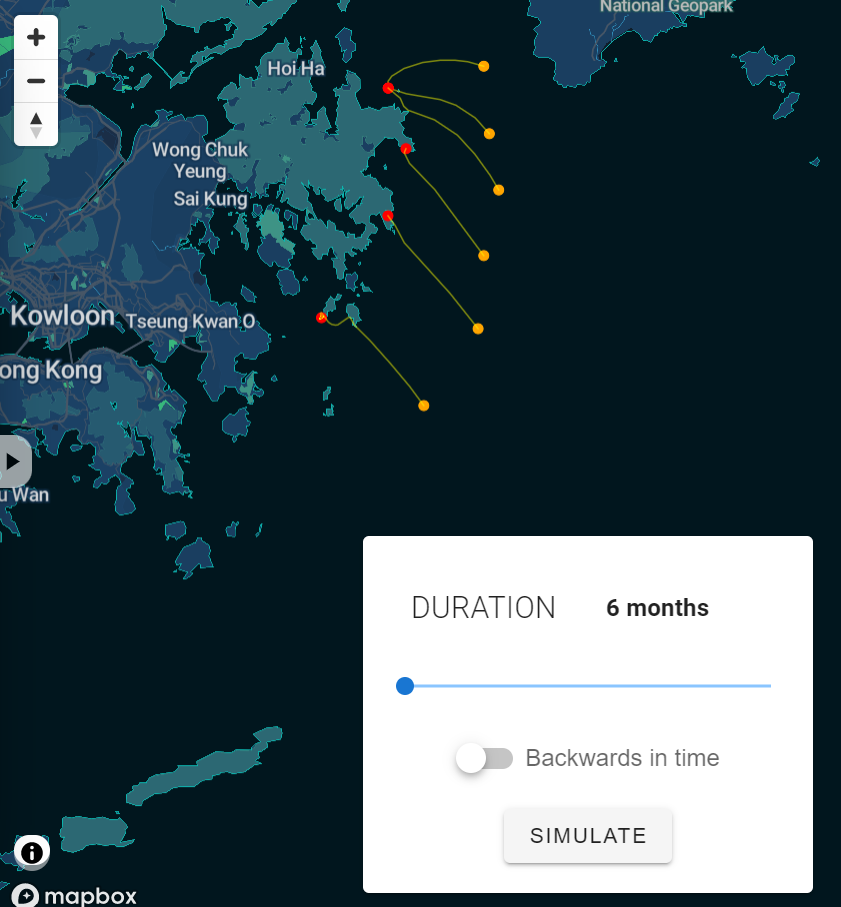 National Geopark
Hoi Ha
Wong Chuk
Yeung
Sai Kung
Kowloon
Tseung Kwan O
ong Kong
u Wan
DURATION 6 months
Backwards in time
SIMULATE
mapbox